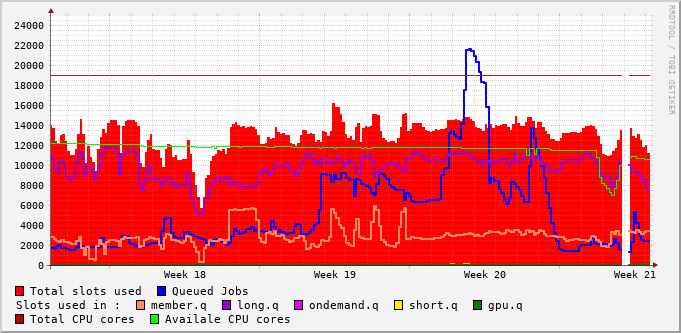 24000
22000
20000
18000
16000
14000
12000
10000
8000
6000
4000
2000
0
Week 18 Week 19 Week 20 Week 21
Total slots used Queued Jobs
Slots used in : member.q long.q ondemand.q short.q gpu.q
Total CPU cores Availale CPU cores
RRDTOOL / TOBI OETIKER